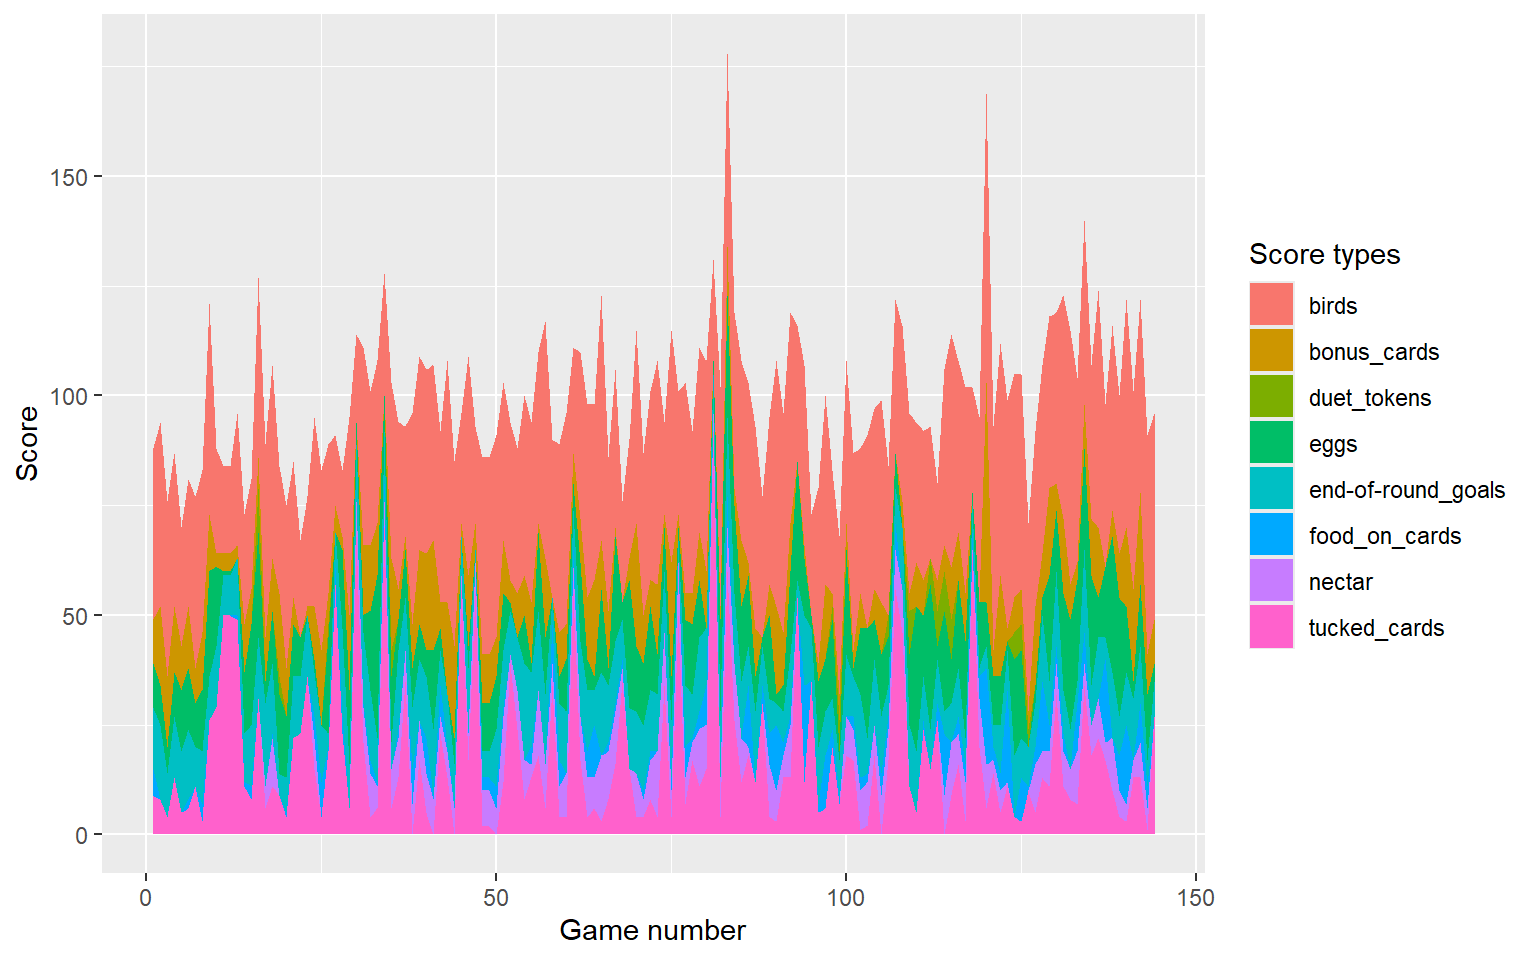 150
100
50
0
Score
0 50 100 150
Game number
Score types
birds
bonus_cards
duet_tokens
eggs
end-of-round_goals
food_on_cards
nectar
tucked_cards